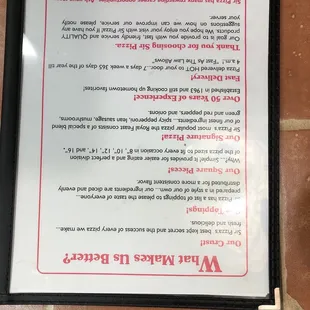 What Makes Us Better?
Our Crust!
Sir Pizza's best kept secret and the success of every pizza we make...
fresh and delicious.
Toppings!
Sir Pizza has a lot of toppings to please the taste of everyone
prepared in a style of our own... our ingredients are diced and evenly
distributed for a more consistent flavor.
Our Square Pieces!
Why?... Simple! It provides for easier eating and a perfect division
of the pizza sized to fit every occasion in 8", 10", 12", 14", and 16".
Our Signature Pizza!
Sir Pizza's most popular pizza the Royal Feast consists of a special blend
of our finest ingredients... spicy pepperoni, lean sausage, mushrooms,
green and red peppers, and onions.
Over 50 Years of Experience!
Established in 1963 and still cooking hometown favorites!
Fast Delivery!
Pizza delivered HOT to your door...7 days a week 365 days of the year till
4 a.m.! Fast "As The Law Allows"
Thank you for choosing Sir Pizza.
Our goal is to provide you with fast, friendly service and QUALITY
products. We hope you enjoy your visit with Sir Pizza! If you have any
suggestions on how we can improve our service, please notify
your server.
Sir Pizza